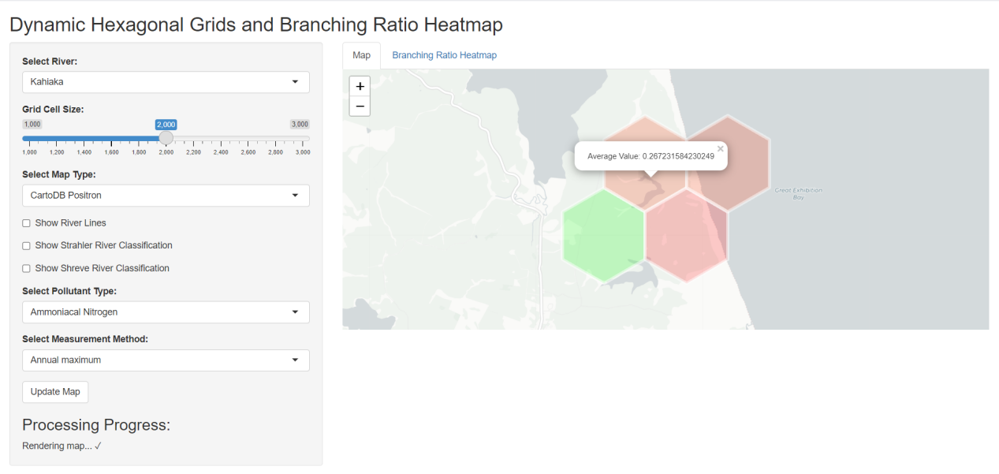 Dynamic Hexagonal Grids and Branching Ratio Heatmap
Select River:
Kahiaka
Grid Cell Size:
1,000 2,000 3,000
1,000 1,200 1,400 1,600 1,800 2,000 2,200 2,400 2,600 2,800 3,000
Select Map Type:
CartoDB Positron
Show River Lines
Show Strahler River Classification
Show Shreve River Classification
Select Pollutant Type:
Ammoniacal Nitrogen
Select Measurement Method:
Annual maximum
Update Map
Processing Progress:
Rendering map... ✓
Map Branching Ratio Heatmap
+
−
Average Value: 0.267231584230249
×
Great Exhibition
Bay